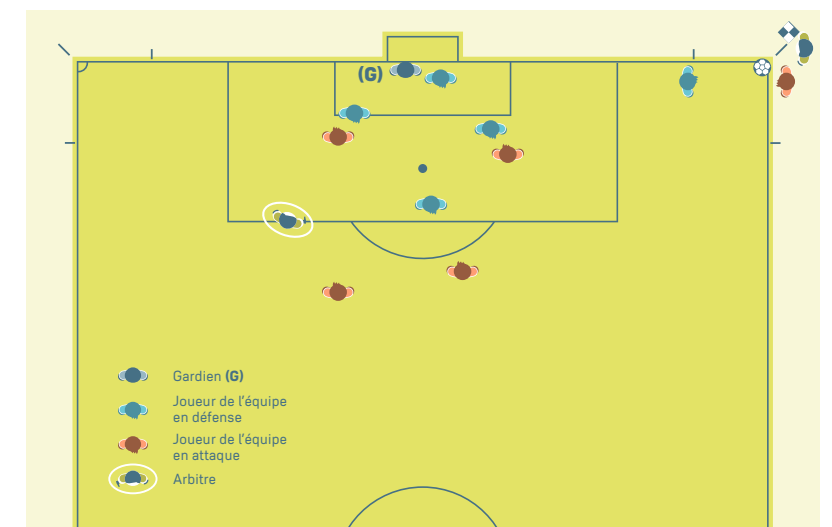 (G)
Gardien (G)
Joueur de l'équipe
en défense
Joueur de l'équipe
en attaque
Arbitre